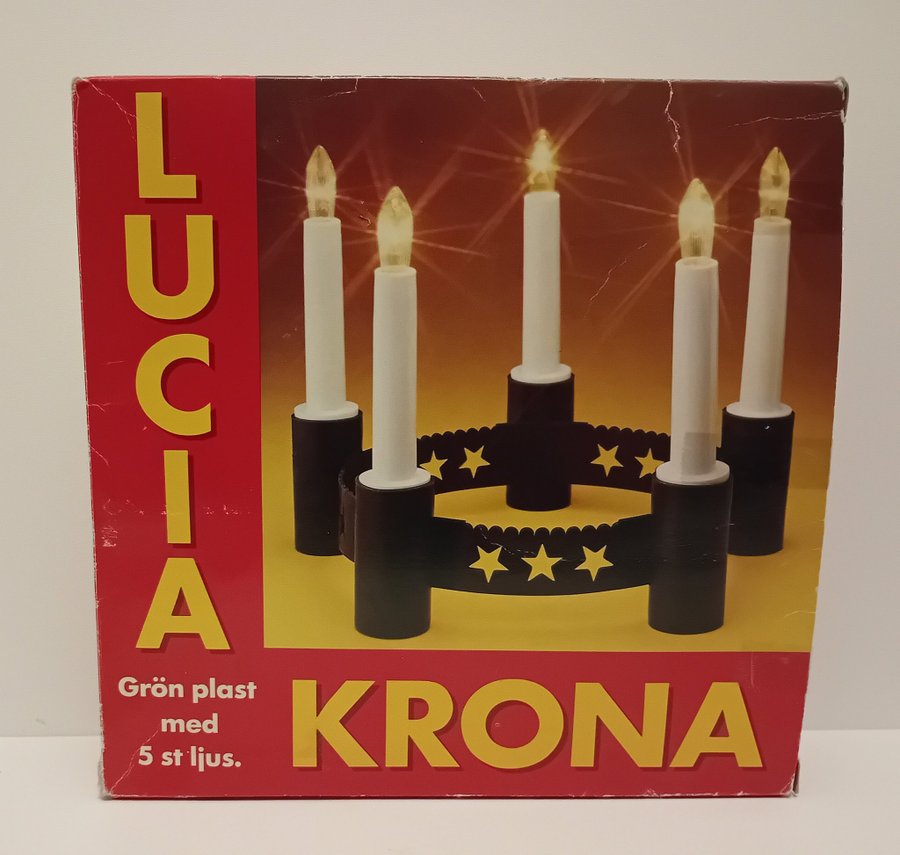 LUCIA
KRONA
Grön plast
med
5 st ljus.